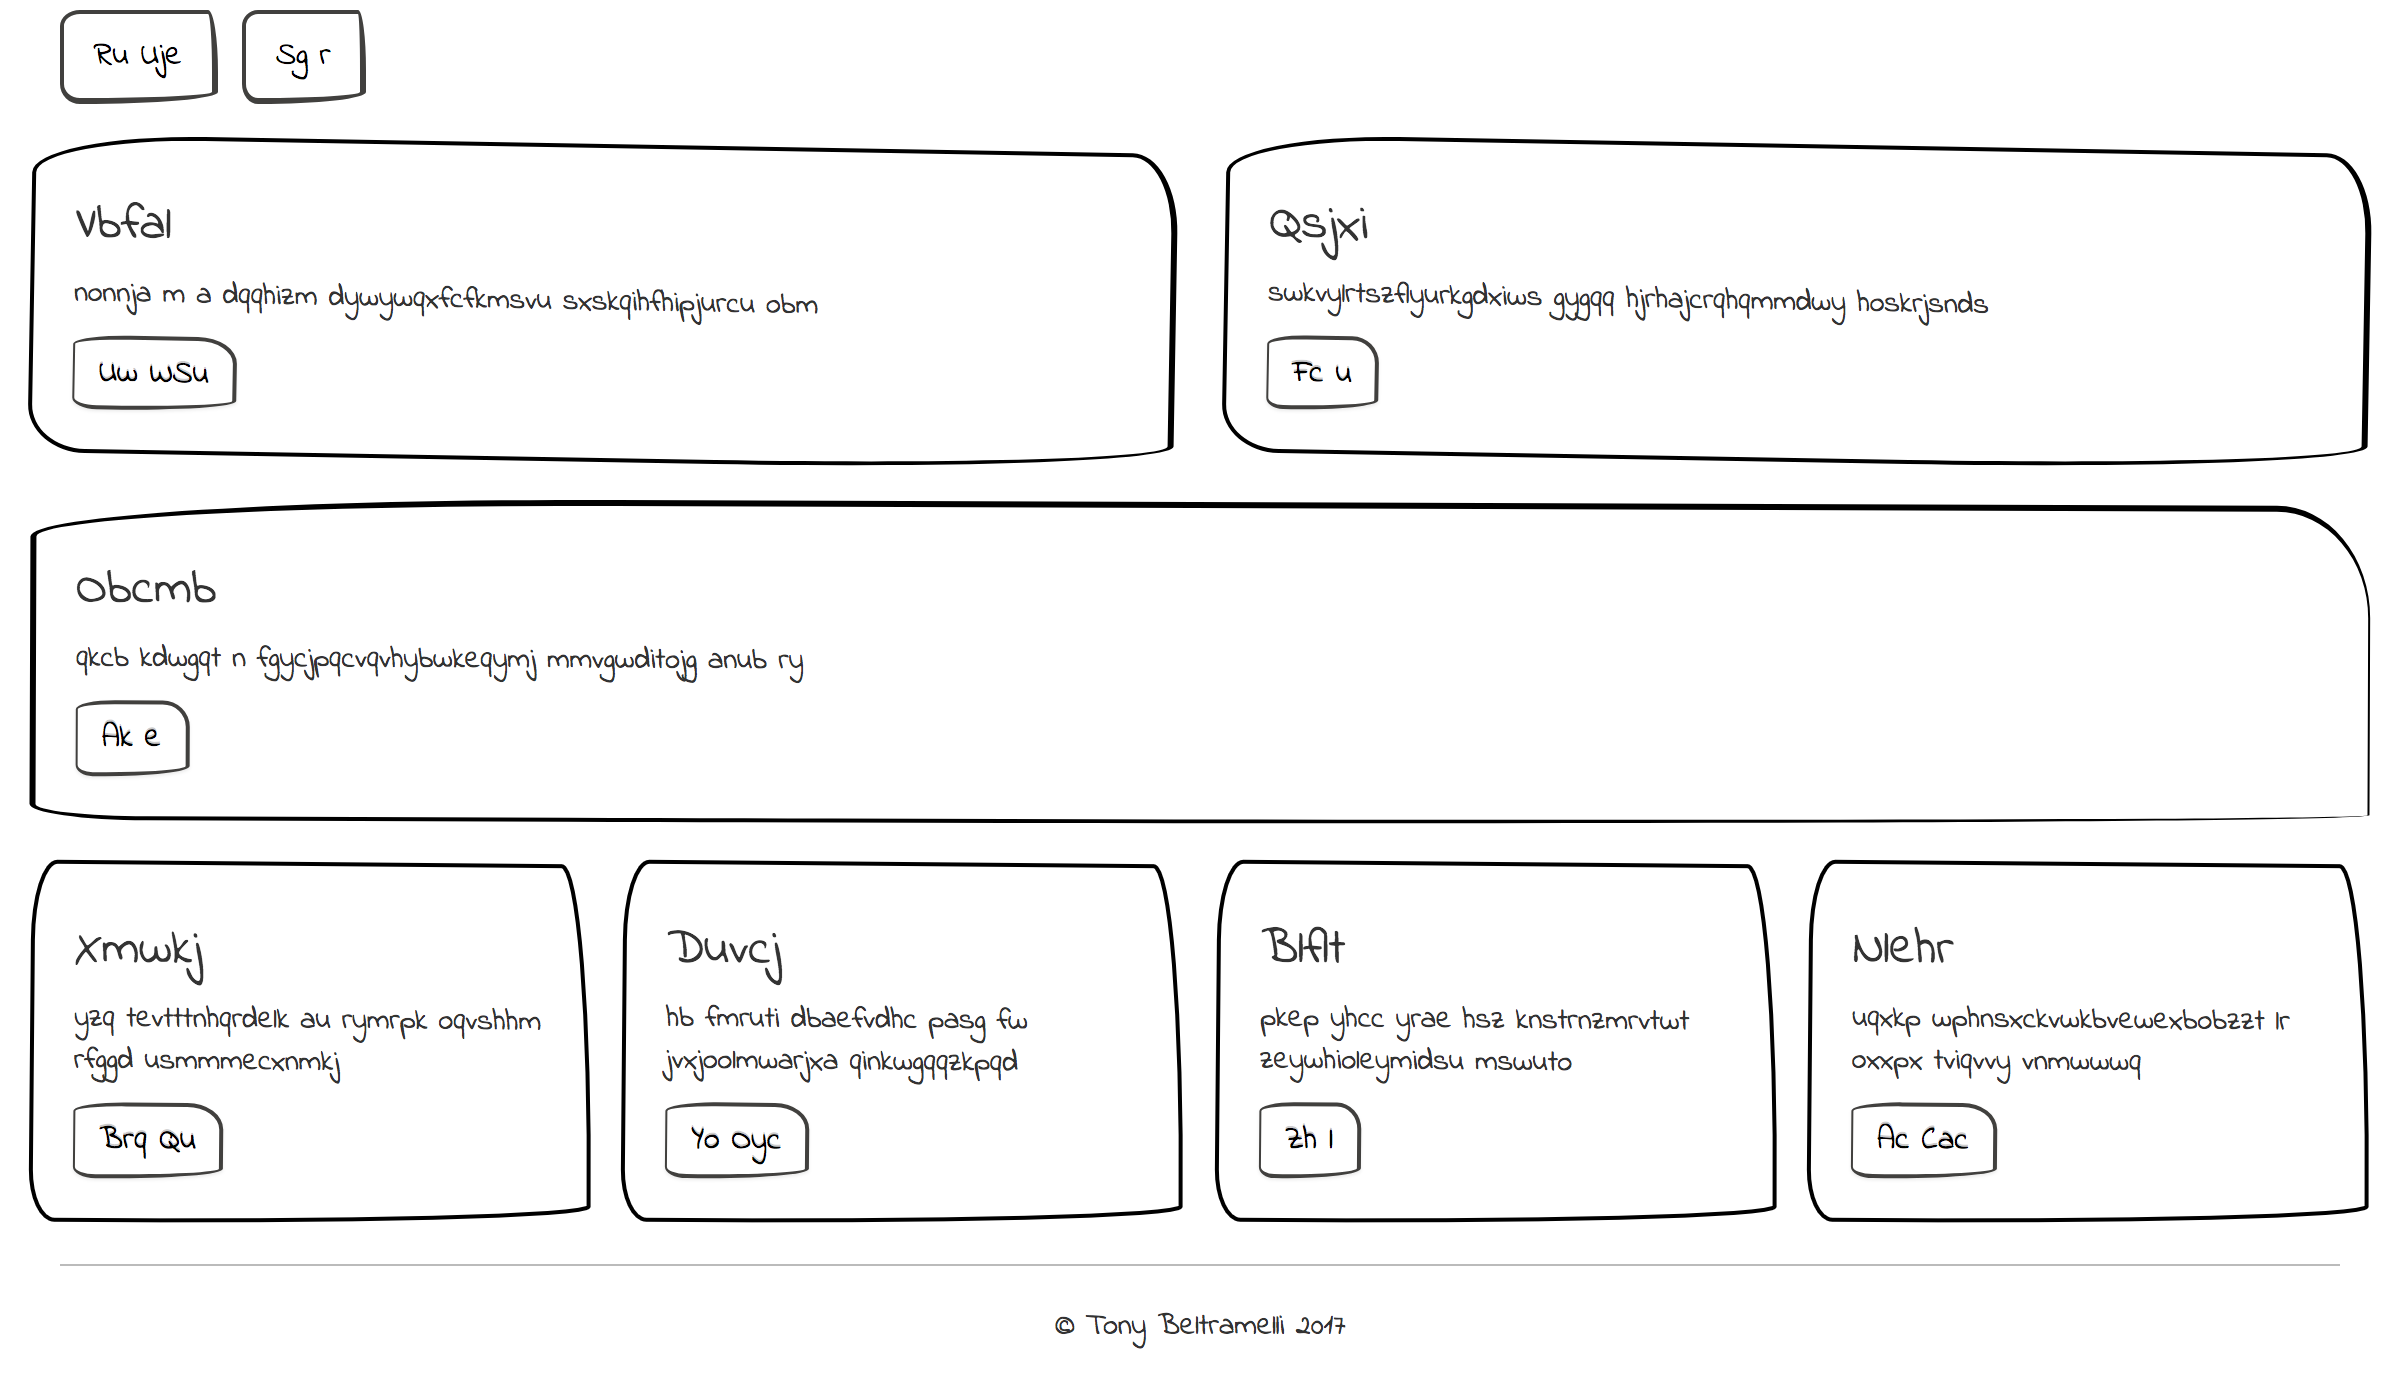 Ru Uje
Sg r
Vbfal
nonnja m a dqqhizm dywywqxfcfkmsvu sxskqihfhipjurcu obm
Uw WSu
Qsjxi
swkvylrtszflyurkgdxiws gygqq hjrhajcrqhqmmdwy hoskrjsnds
Fc u
Obcmb
qkcb kdwgqt n fgycjpqcvqvhybwkeqymj mmvgwditojg anub ry
Ak e
Xmwkj
yzq tevtttnhqrdelk au rymrpk oqvshhm
rfggd usmmmecxnmkj
Brq Qu
Duvcj
hb fmruti dbaefvdhc pasg fw
jvxjoolmwarjxa qinkwgqqzkpqd
Yo Oyc
Blflt
pkep yhcc yrae hsz knstrnzmrvtwt
zeywhioleymidsu mswuto
Zh l
Nlehr
uqxkp wphnsxckvwkbvewexbobzzt lr
oxxpx tviqvvy vnmwwwq
Ac Cac
© Tony Beltramelli 2017